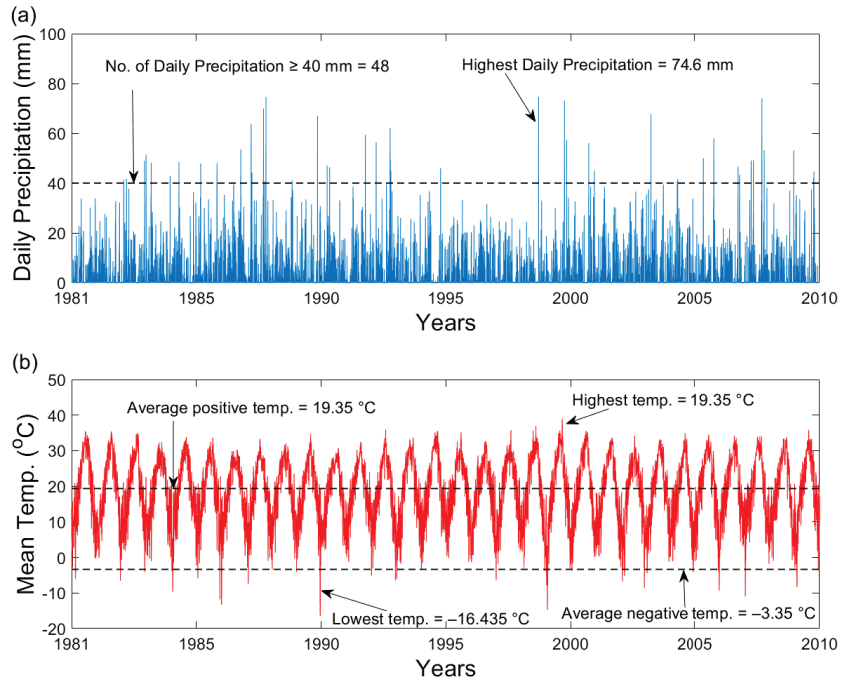 (a)
100
80
60
40
20
0
Daily Precipitation (mm)
No. of Daily Precipitation ≥ 40 mm = 48
Highest Daily Precipitation = 74.6 mm
1981 1985 1990 1995 2000 2005 2010
Years
(b)
50
40
30
20
10
0
-10
-20
Mean Temp. (°C)
Average positive temp. = 19.35 °C
Highest temp. = 19.35 °C
Lowest temp. = –16.435 °C
Average negative temp. = –3.35 °C
1981 1985 1990 1995 2000 2005 2010
Years